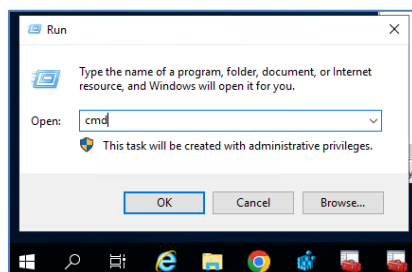 Run
Type the name of a program, folder, document, or Internet
resource, and Windows will open it for you.
Open: cmd
This task will be created with administrative privileges.
OK Cancel Browse...